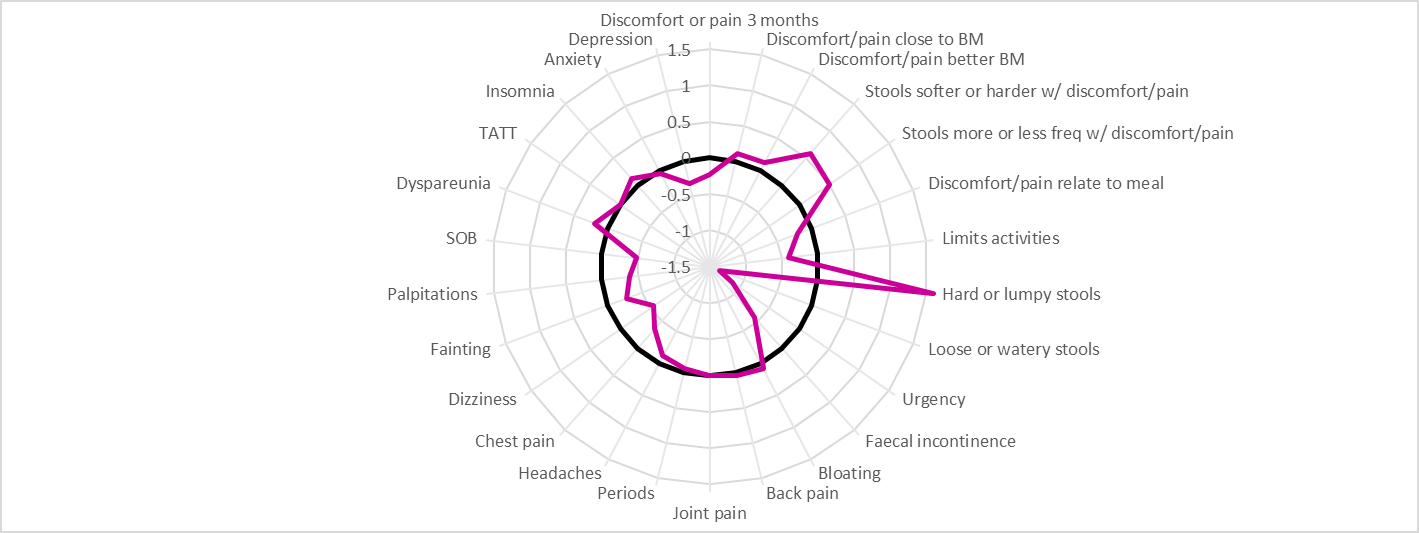 Discomfort or pain 3 months
Discomfort/pain close to BM
Discomfort/pain better BM
Stools softer or harder w/ discomfort/pain
Stools more or less freq w/ discomfort/pain
Discomfort/pain relate to meal
Limits activities
Hard or lumpy stools
Loose or watery stools
Urgency
Faecal incontinence
Bloating
Back pain
Joint pain
Periods
Headaches
Chest pain
Dizziness
Fainting
Palpitations
SOB
Dyspareunia
TATT
Insomnia
Anxiety
Depression
1.5
1
0.5
0
-0.5
-1
-1.5